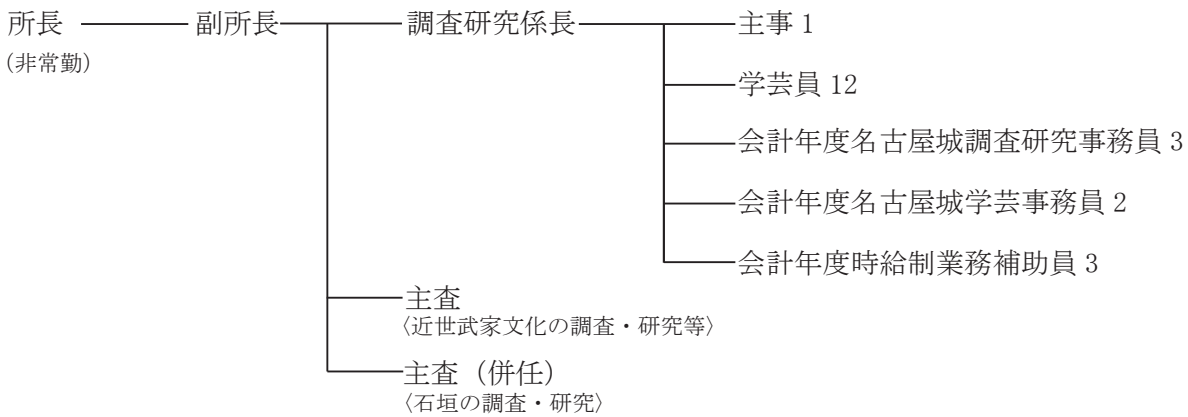 所長
(非常勤)
副所長
調査研究係長
主事 1
学芸員 12
会計年度名古屋城調査研究事務員 3
会計年度名古屋城学芸事務員 2
会計年度時給制業務補助員 3
主査
〈近世武家文化の調査・研究等〉
主査（併任）
〈石垣の調査・研究〉